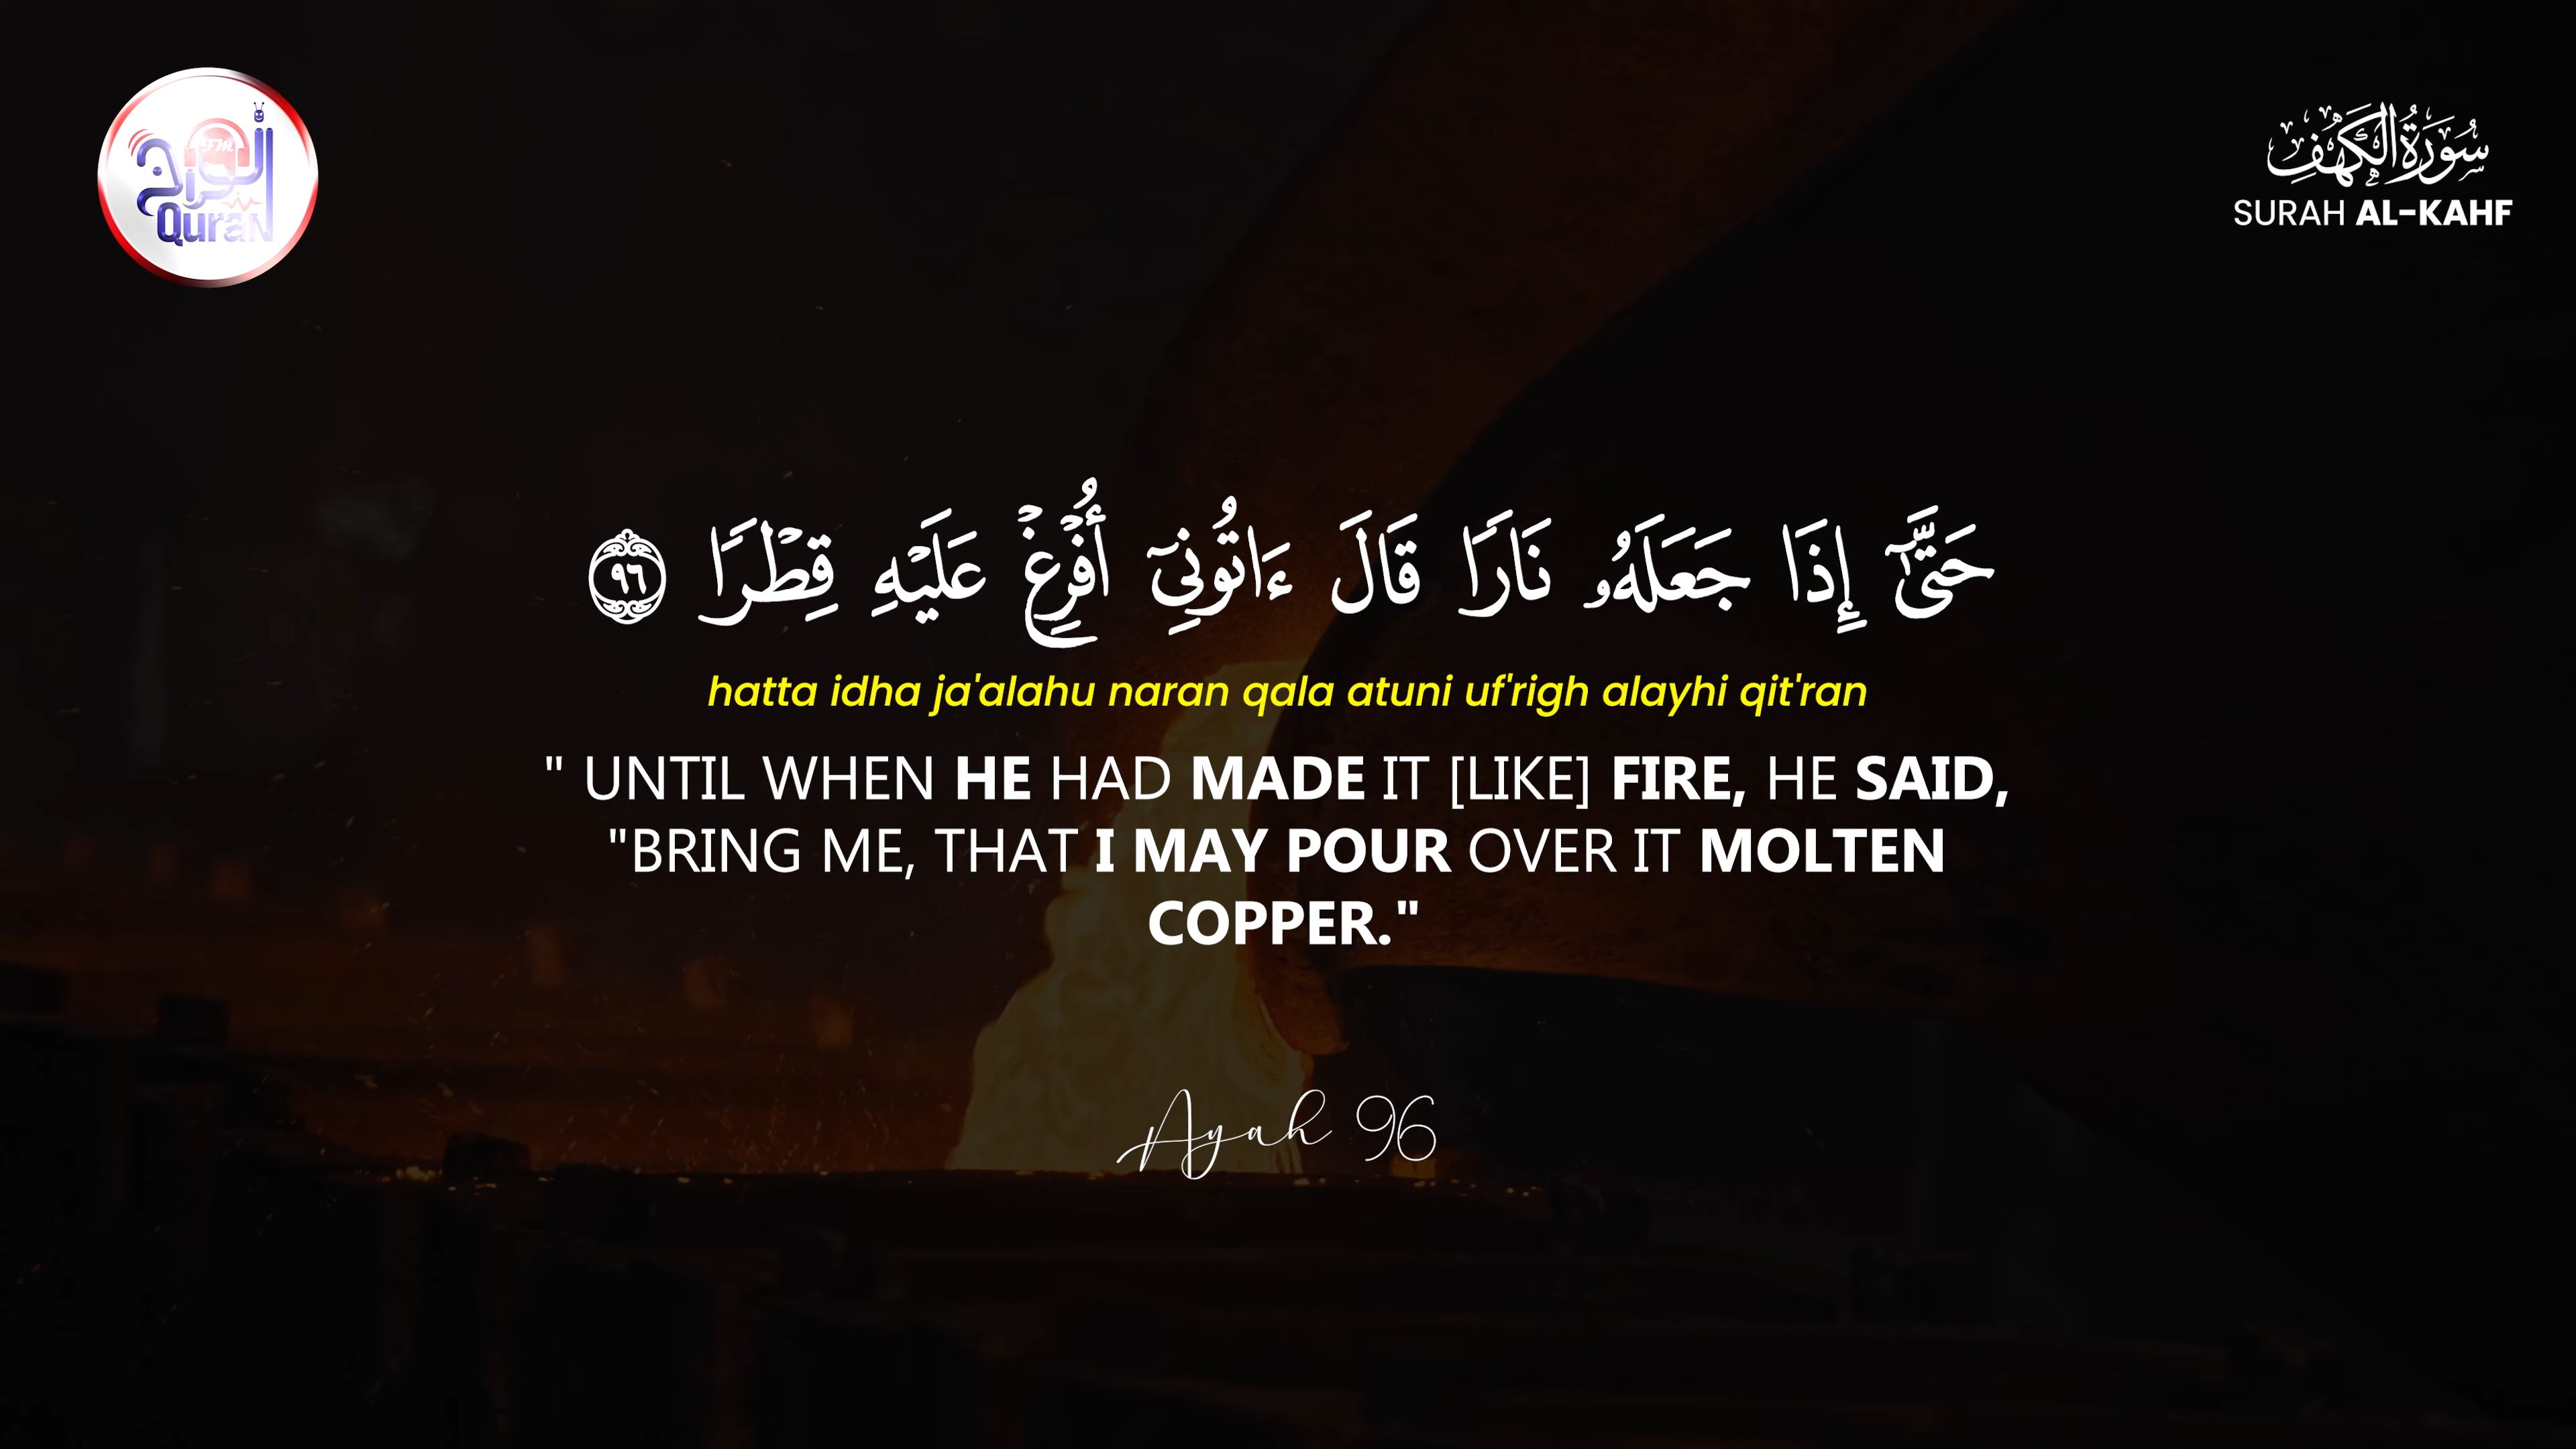 FM
Quran
سُورَةُ الكَهْفِ
SURAH AL-KAHF
حَتَّىٰٓ إِذَا جَعَلَهُۥ نَارًا قَالَ ءَاتُونِىٓ أُفْرِغْ عَلَيْهِ قِطْرًا ٩٦
hatta idha ja'alahu naran qala atuni uf'righ alayhi qit'ran
" UNTIL WHEN HE HAD MADE IT [LIKE] FIRE, HE SAID,
"BRING ME, THAT I MAY POUR OVER IT MOLTEN
COPPER."
Ayah 96